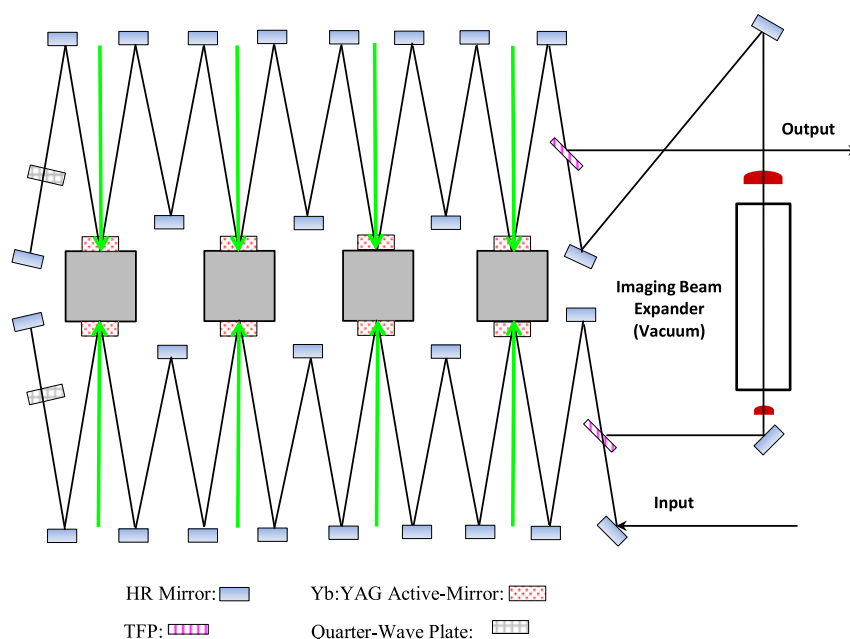 Output
Imaging Beam
Expander
(Vacuum)
Input
HR Mirror:
Yb:YAG Active-Mirror:
TFP:
Quarter-Wave Plate: